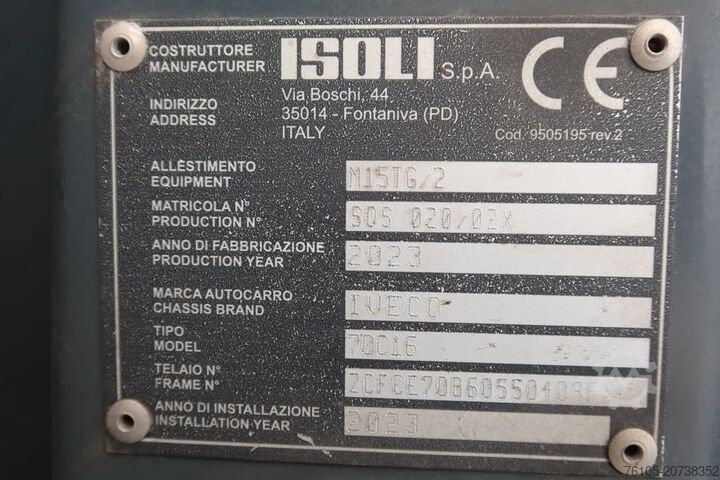 COSTRUTTORE
MANUFACTURER
ISOLI S.p.A.
CE
INDIRIZZO
ADDRESS
Via Boschi, 44
35014 - Fontaniva (PD)
ITALY
Cod. 9505195 rev.2
ALLESTIMENTO
EQUIPMENT
M15TG/2
MATRICOLA N°
PRODUCTION N°
SOS 020/02X
ANNO DI FABBRICAZIONE
PRODUCTION YEAR
2023
MARCA AUTOCARRO
CHASSIS BRAND
IVECO
TIPO
MODEL
70C16
TELAIO N°
FRAME N°
ANNO DI INSTALLAZIONE
INSTALLATION YEAR
2023
76105-20738352